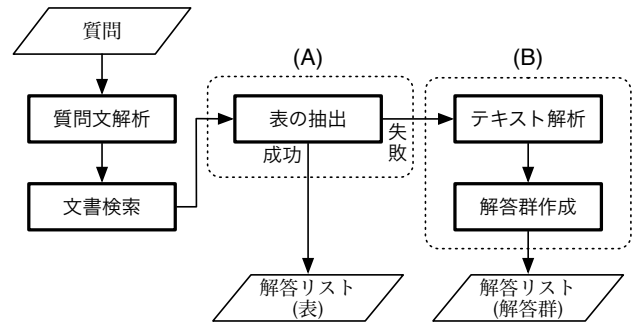 質問
質問文解析
文書検索
(A)
表の抽出
成功
失敗
解答リスト
(表)
(B)
テキスト解析
解答群作成
解答リスト
(解答群)